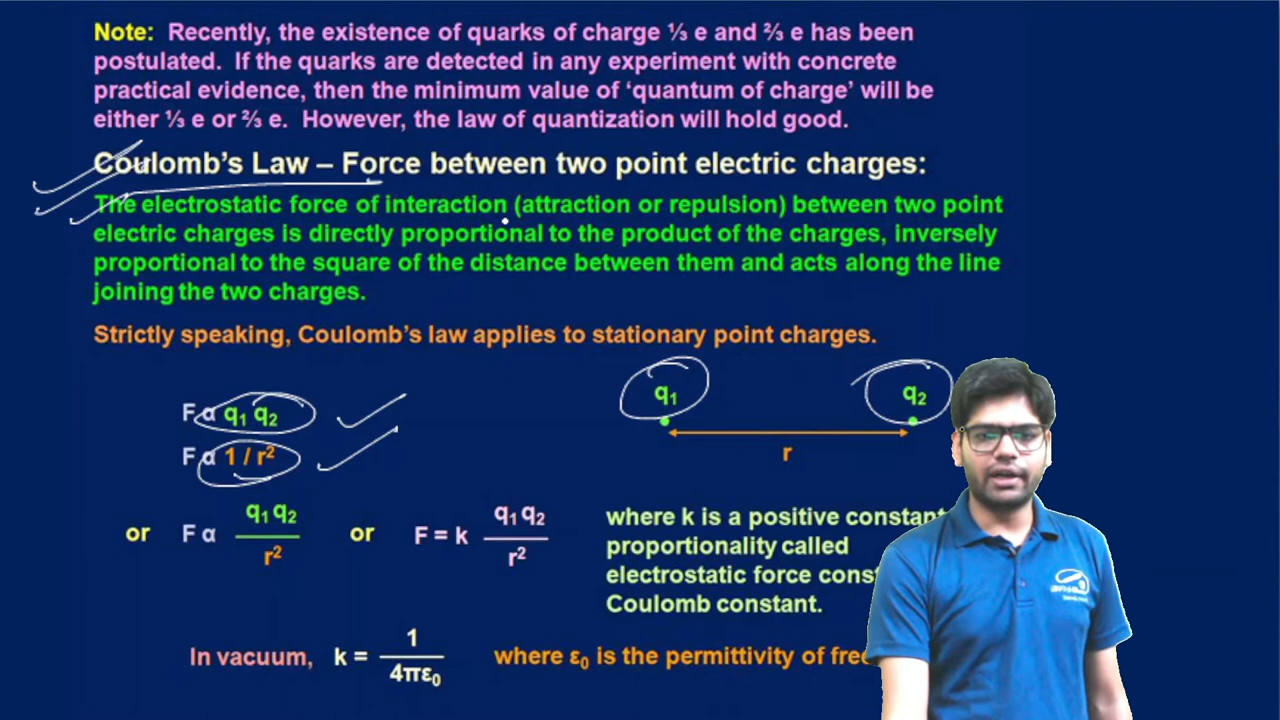 Note: Recently, the existence of quarks of charge ⅓ e and ⅔ e has been
postulated. If the quarks are detected in any experiment with concrete
practical evidence, then the minimum value of ‘quantum of charge’ will be
either ⅓ e or ⅔ e. However, the law of quantization will hold good.
Coulomb’s Law – Force between two point electric charges:
The electrostatic force of interaction (attraction or repulsion) between two point
electric charges is directly proportional to the product of the charges, inversely
proportional to the square of the distance between them and acts along the line
joining the two charges.
Strictly speaking, Coulomb’s law applies to stationary point charges.
F α q₁ q₂
F α 1 / r²
q₁ q₂
r
or F α q₁ q₂ / r² or F = k q₁ q₂ / r²
where k is a positive constant
proportionality called
electrostatic force
Coulomb constant.
In vacuum, k = 1 / 4πε₀ where ε₀ is the permittivity of